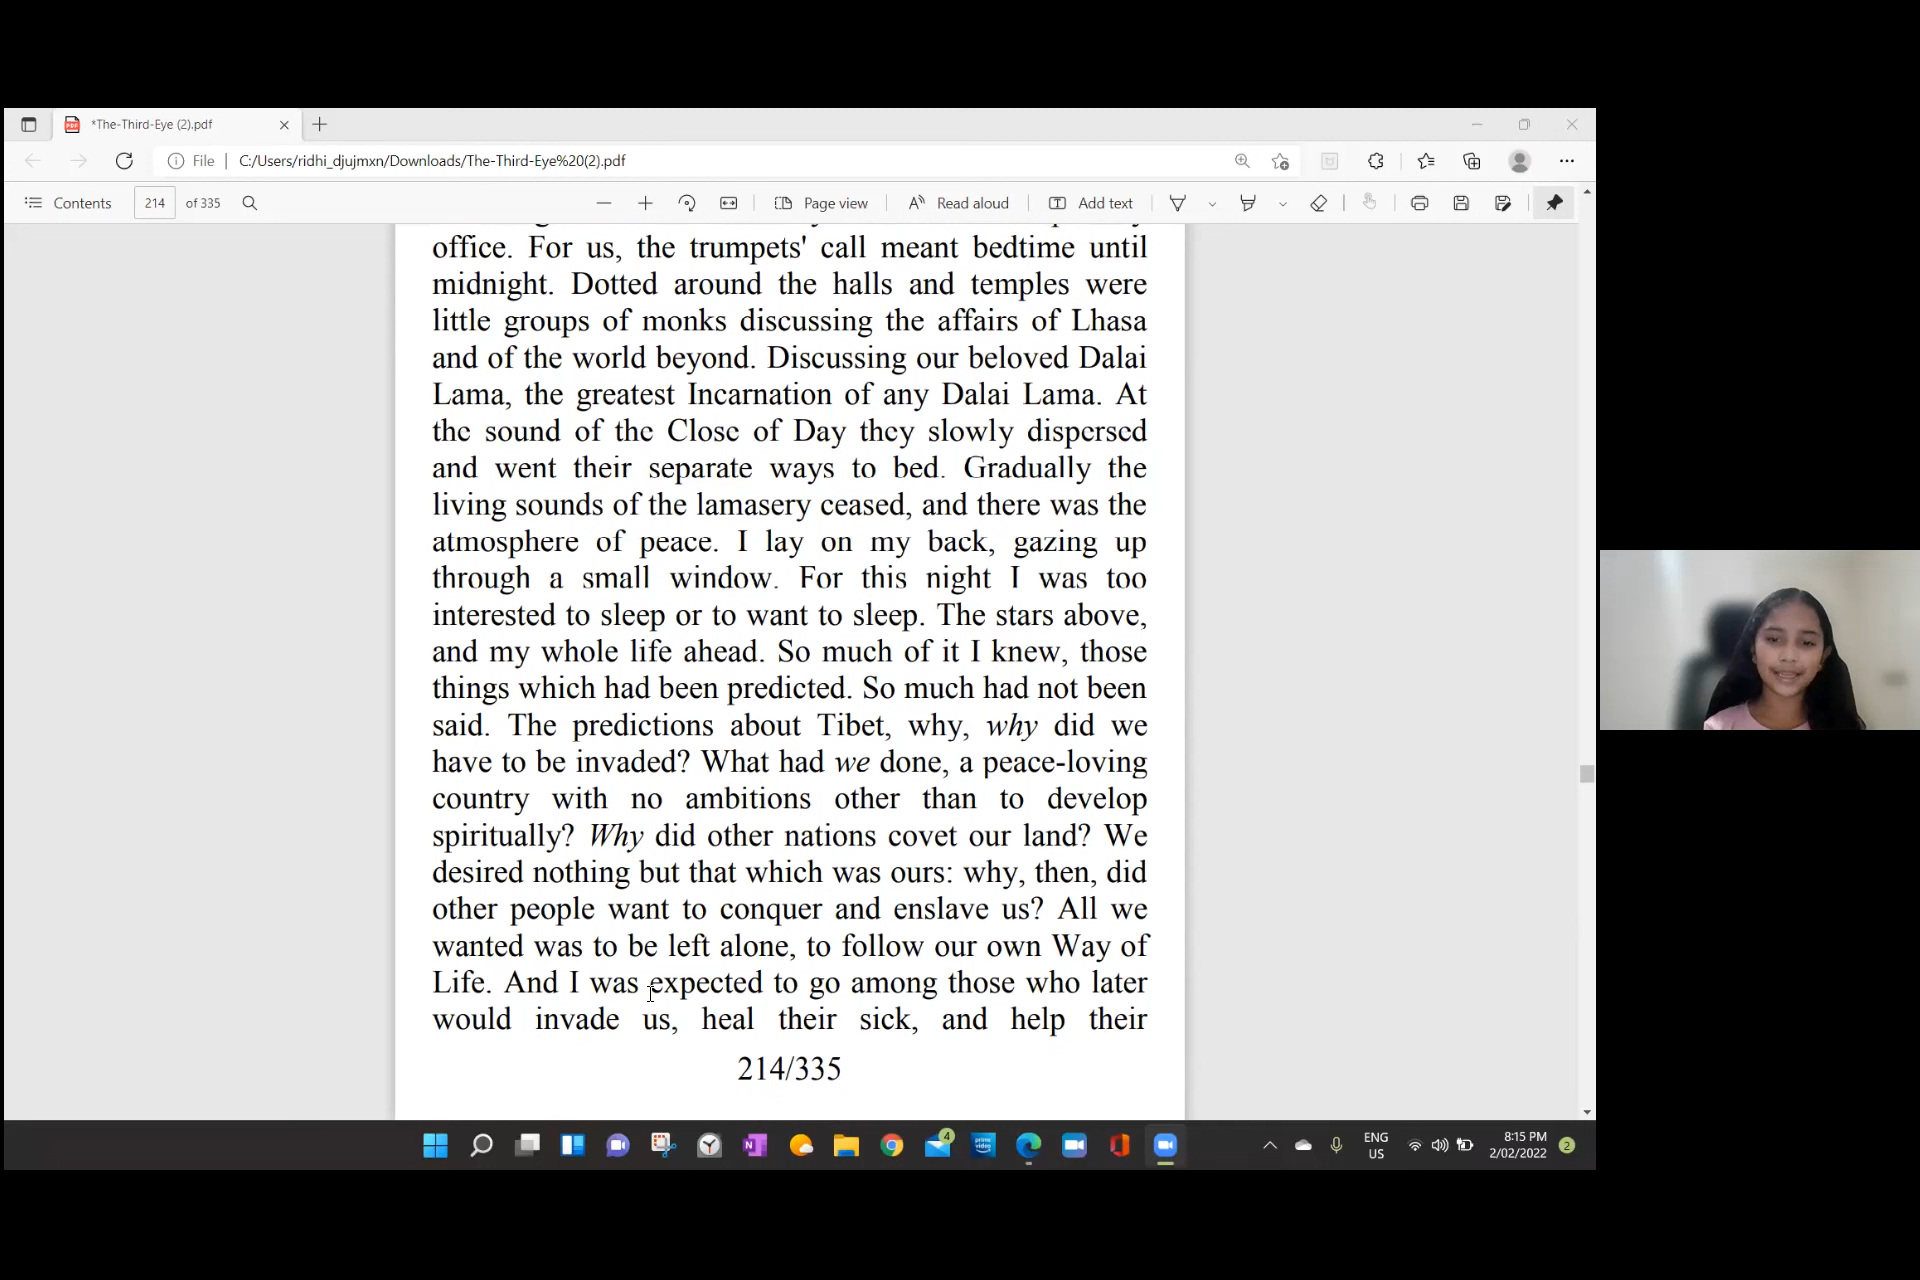 *The-Third-Eye (2).pdf
File
C:/Users/ridhi_djujmxn/Downloads/The-Third-Eye%20(2).pdf
Contents 214 of 335 Page view Read aloud Add text
office. For us, the trumpets' call meant bedtime until
midnight. Dotted around the halls and temples were
little groups of monks discussing the affairs of Lhasa
and of the world beyond. Discussing our beloved Dalai
Lama, the greatest Incarnation of any Dalai Lama. At
the sound of the Close of Day they slowly dispersed
and went their separate ways to bed. Gradually the
living sounds of the lamasery ceased, and there was the
atmosphere of peace. I lay on my back, gazing up
through a small window. For this night I was too
interested to sleep or to want to sleep. The stars above,
and my whole life ahead. So much of it I knew, those
things which had been predicted. So much had not been
said. The predictions about Tibet, why, why did we
have to be invaded? What had we done, a peace-loving
country with no ambitions other than to develop
spiritually? Why did other nations covet our land? We
desired nothing but that which was ours: why, then, did
other people want to conquer and enslave us? All we
wanted was to be left alone, to follow our own Way of
Life. And I was expected to go among those who later
would invade us, heal their sick, and help their
214/335
4
prime video
ENG
US
8:15 PM
2/02/2022
2